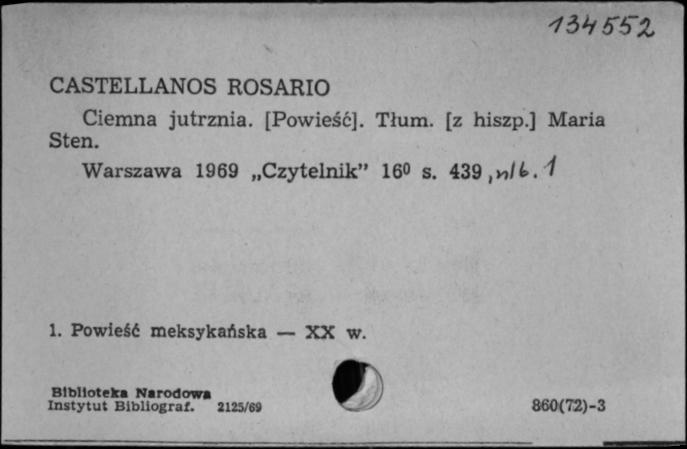 134552
CASTELLANOS ROSARIO
Ciemna jutrznia. [Powieść]. Tłum. [z hiszp.] Maria
Sten.
Warszawa 1969 „Czytelnik” 16⁰ s. 439, nlb. 1
1. Powieść meksykańska — XX w.
Biblioteka Narodowa
Instytut Bibliograf. 2125/69
860(72)-3